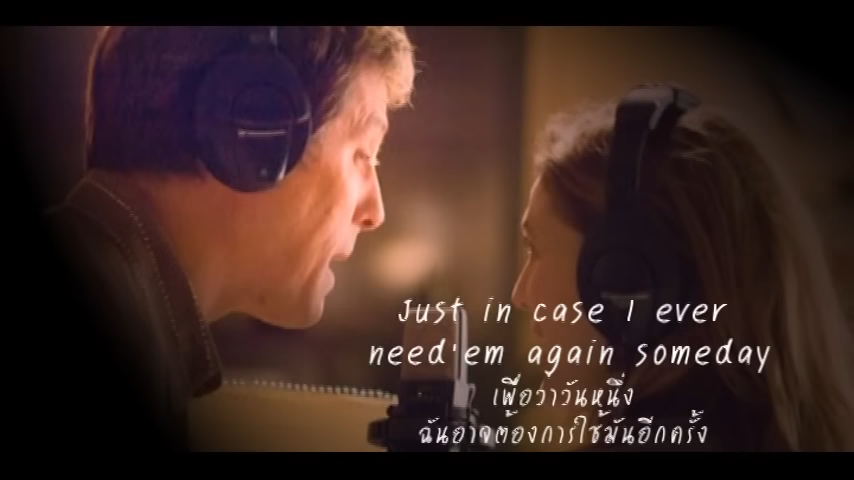 Just in case I ever
need'em again someday
เพื่อว่าวันหนึ่ง
ฉันอาจต้องการใช้มันอีกครั้ง